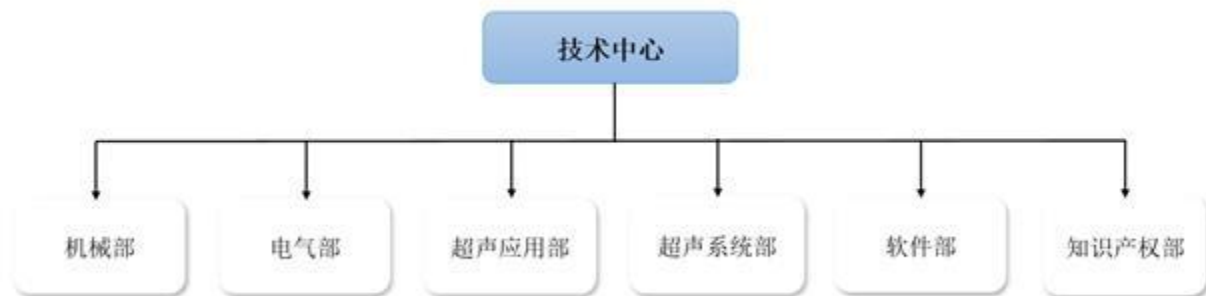 技术中心
机械部
电气部
超声应用部
超声系统部
软件部
知识产权部